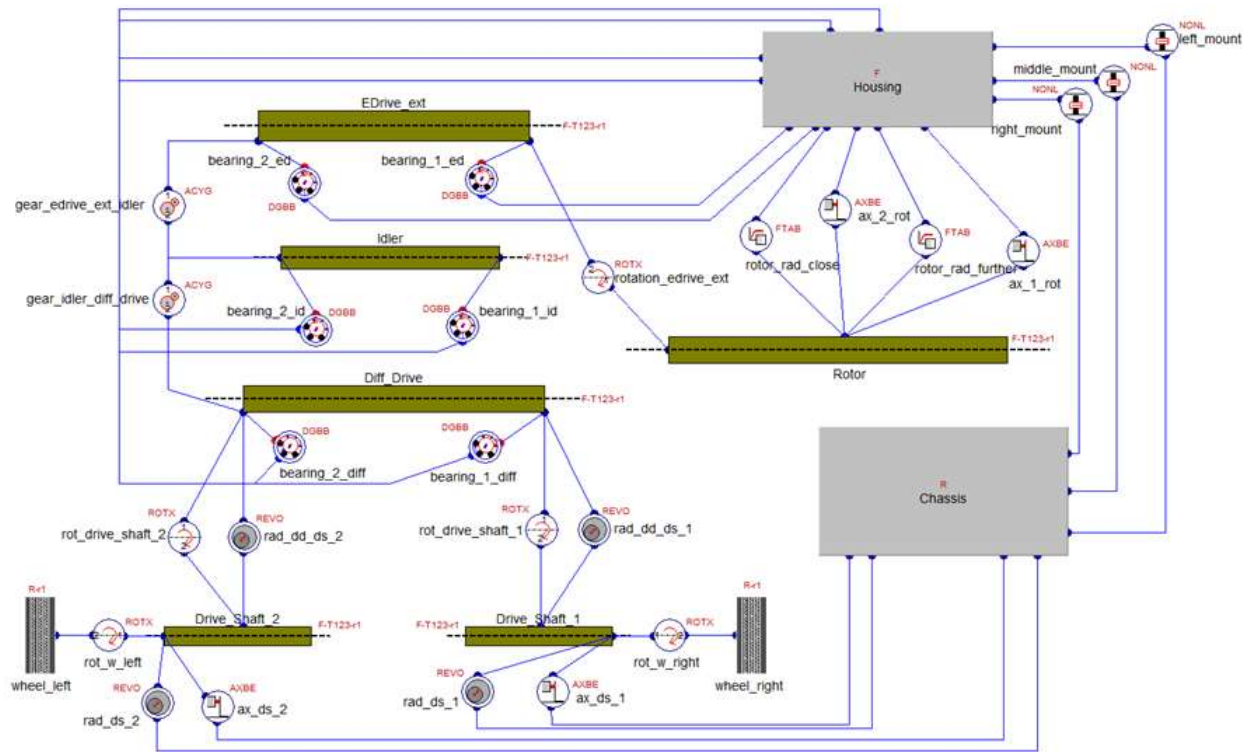 NONL
left_mount
middle_mount
NONL
NONL
right_mount
F
Housing
EDrive_ext
F-T123-r1
bearing_2_ed
bearing_1_ed
DGBB
DGBB
ACYG
gear_edrive_ext_idler
AXBE
ax_2_rot
FTAB
rotor_rad_close
FTAB
rotor_rad_further
AXBE
ax_1_rot
Idler
F-T123-r1
ROTX
rotation_edrive_ext
ACYG
gear_idler_diff_drive
bearing_2_id
DGBB
DGBB
bearing_1_id
F-T123-r1
Rotor
Diff_Drive
F-T123-r1
DGBB
bearing_2_diff
DGBB
bearing_1_diff
R
Chassis
ROTX
rot_drive_shaft_2
REVO
rad_dd_ds_2
ROTX
rot_drive_shaft_1
REVO
rad_dd_ds_1
R-r1
wheel_left
ROTX
rot_w_left
Drive_Shaft_2
F-T123-r1
F-T123-r1
Drive_Shaft_1
ROTX
rot_w_right
R-r1
wheel_right
REVO
rad_ds_2
AXBE
ax_ds_2
REVO
rad_ds_1
AXBE
ax_ds_1